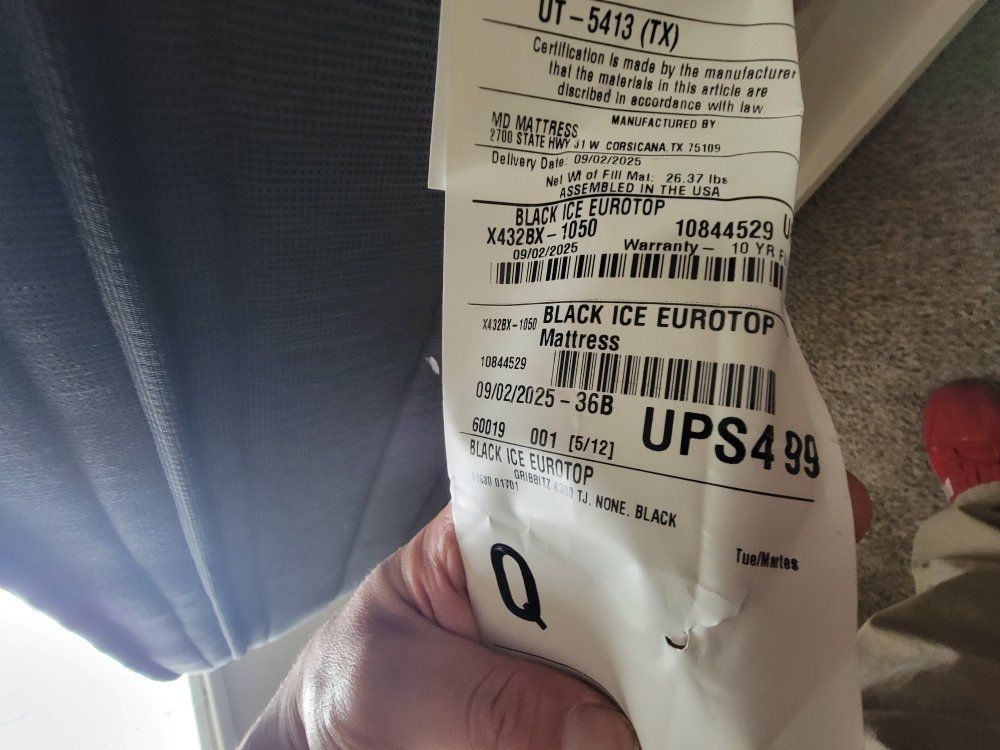 UT-5413 (TX)
Certification is made by the manufacturer
that the materials in this article are
discribed in accordance with law
MANUFACTURED BY
MD MATTRESS
2700 STATE HWY 31 W CORSICANA, TX 75109
Delivery Date: 09/02/2025
Net Wt of Fill Mat: 26.37 lbs
ASSEMBLED IN THE USA
BLACK ICE EUROTOP
X432BX-1050 10844529
09/02/2025 Warranty- 10 YR
X432BX-1050 BLACK ICE EUROTOP
Mattress
10844529
09/02/2025-36B
60019 001 [5/12] UPS499
BLACK ICE EUROTOP
GRIBBITZ TJ. NONE. BLACK
01701
Tue/Martes
Q